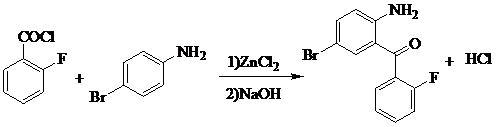 COCl
F
+
Br
NH₂
1)ZnCl₂
2)NaOH
Br
NH₂
O
F
+ HCl